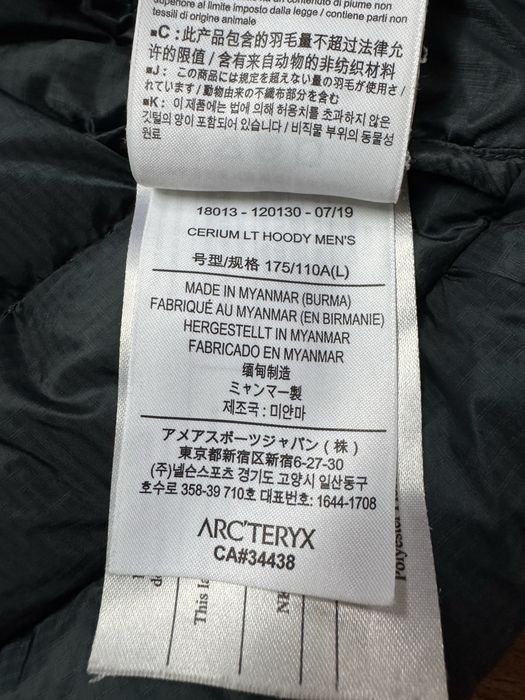 superiore al limite imposto dalla legge / contiene parti non
tessili di origine animale
■C: 此产品包含的羽毛量不超过法律允
许的限值 / 含有来自动物的非纺织材料
■J: この商品には規定を超えない量の羽毛が使用さ
れています / 動物由来の不織布部分を含む
■K: 이 제품에는 법에 의해 허용치를 초과하지 않은
깃털의 양이 포함되어 있습니다 / 비직물 부위의 동물성
원료
18013 - 120130 - 07/19
CERIUM LT HOODY MEN'S
号型/规格 175/110A(L)
MADE IN MYANMAR (BURMA)
FABRIQUÉ AU MYANMAR (EN BIRMANIE)
HERGESTELLT IN MYANMAR
FABRICADO EN MYANMAR
缅甸制造
ミャンマー製
제조국 : 미얀마
アメアスポーツジャパン (株)
東京都新宿区新宿6-27-30
(주)넬슨스포츠 경기도 고양시 일산동구
호수로 358-39 710호 대표번호: 1644-1708
ARC'TERYX
CA#34438
This
Polyester